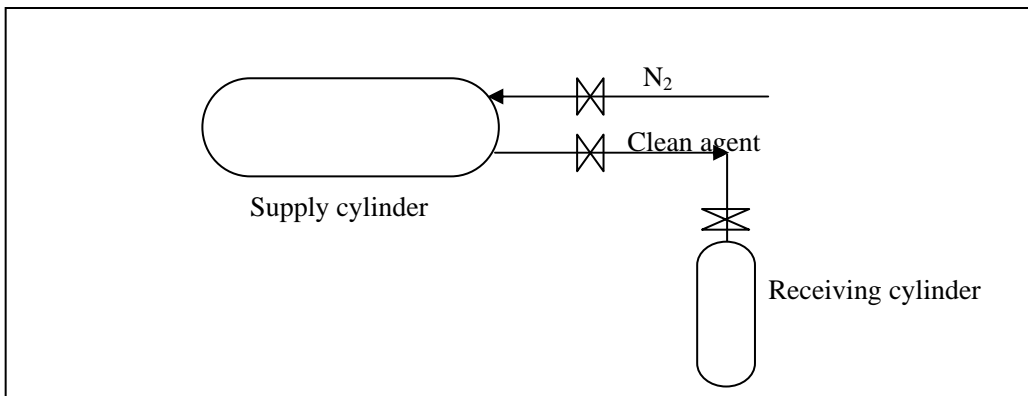 N₂
Clean agent
Supply cylinder
Receiving cylinder